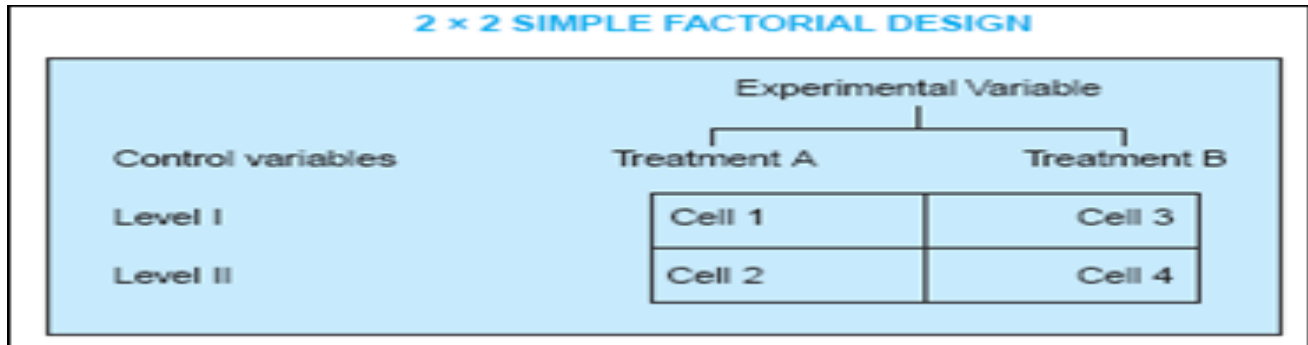 2 × 2 SIMPLE FACTORIAL DESIGN
Experimental Variable
Control variables Treatment A Treatment B
Level I Cell 1 Cell 3
Level II Cell 2 Cell 4